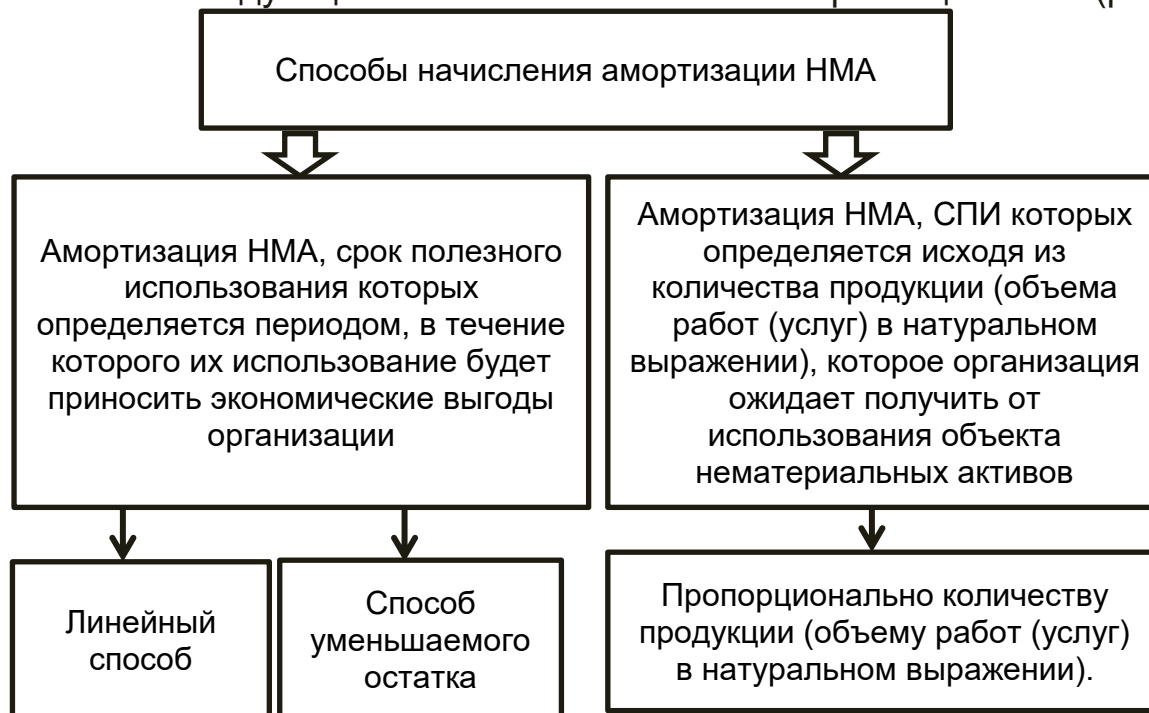 Способы начисления амортизации НМА
Амортизация НМА, срок полезного
использования которых
определяется периодом, в течение
которого их использование будет
приносить экономические выгоды
организации
Амортизация НМА, СПИ которых
определяется исходя из
количества продукции (объема
работ (услуг) в натуральном
выражении), которое организация
ожидает получить от
использования объекта
нематериальных активов
Линейный
способ
Способ
уменьшаемого
остатка
Пропорционально количеству
продукции (объему работ (услуг)
в натуральном выражении).